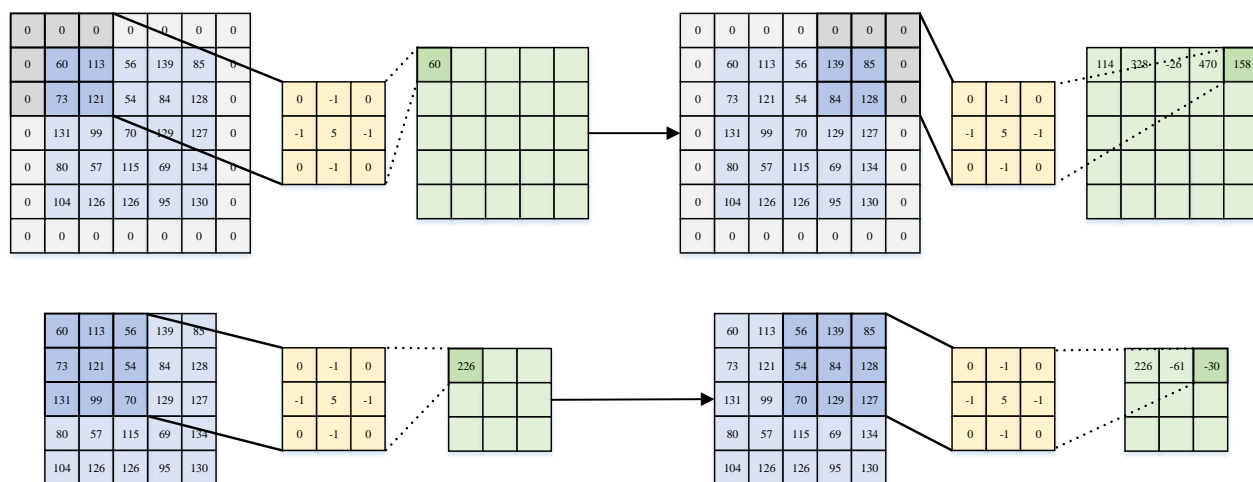 0 0 0 0 0 0 0
0 60 113 56 139 85 0
0 73 121 54 84 128 0
0 131 99 70 129 127 0
0 80 57 115 69 134 0
0 104 126 126 95 130 0
0 0 0 0 0 0 0
0 -1 0
-1 5 -1
0 -1 0
60
0 0 0 0 0 0 0
0 60 113 56 139 85 0
0 73 121 54 84 128 0
0 131 99 70 129 127 0
0 80 57 115 69 134 0
0 104 126 126 95 130 0
0 0 0 0 0 0 0
0 -1 0
-1 5 -1
0 -1 0
114 328 -26 470 158
60 113 56 139 85
73 121 54 84 128
131 99 70 129 127
80 57 115 69 134
104 126 126 95 130
0 -1 0
-1 5 -1
0 -1 0
226
60 113 56 139 85
73 121 54 84 128
131 99 70 129 127
80 57 115 69 134
104 126 126 95 130
0 -1 0
-1 5 -1
0 -1 0
226 -61 -30